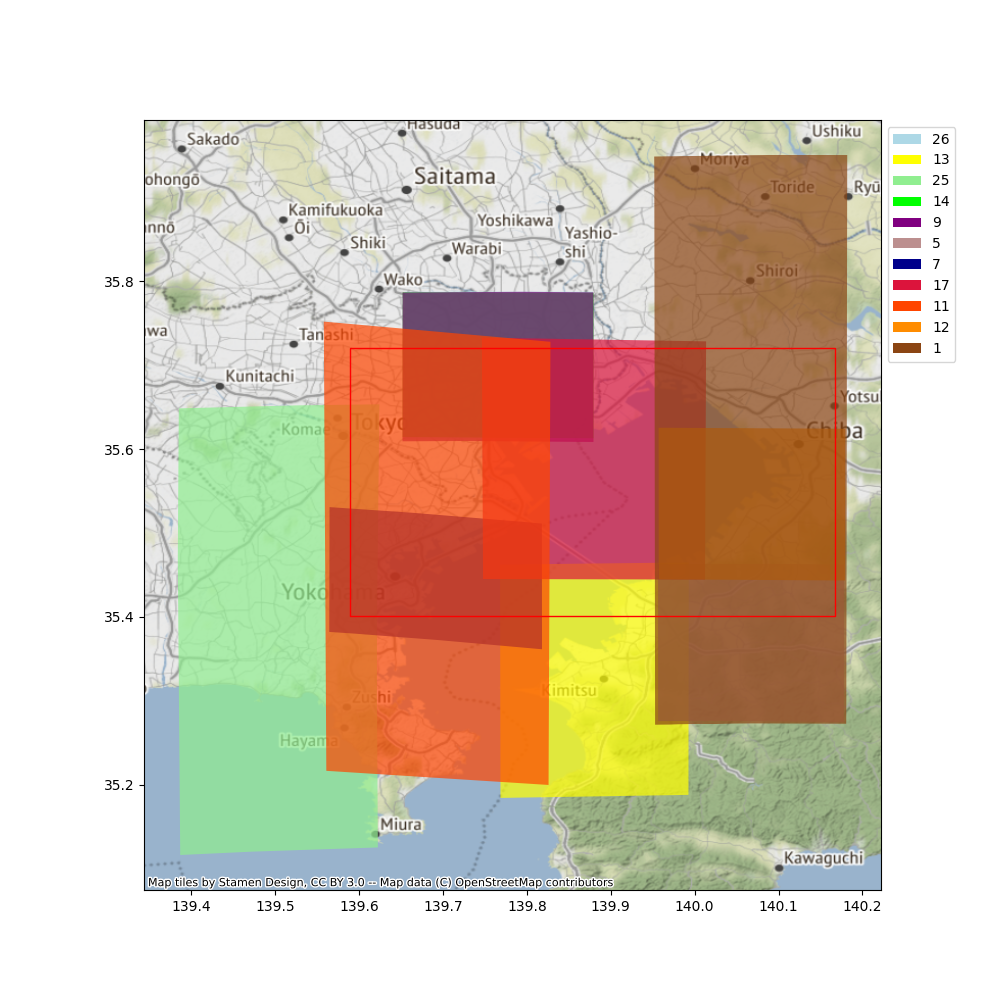 Hasuda
Ushiku
Sakado
Moriya
ohongō
Saitama
Toride
Ryū
Kamifukuoka
Yoshikawa
nnō
Ōi
Yashio-
shi
Shiki
Warabi
Shiroi
Wako
wa
Tanashi
Kunitachi
Yotsu
Tokyo
Komae
Chiba
Yokohama
Kimitsu
Zushi
Hayama
Miura
Kawaguchi
Map tiles by Stamen Design, CC BY 3.0 -- Map data (C) OpenStreetMap contributors
35.8
35.6
35.4
35.2
139.4 139.5 139.6 139.7 139.8 139.9 140.0 140.1 140.2
26
13
25
14
9
5
7
17
11
12
1